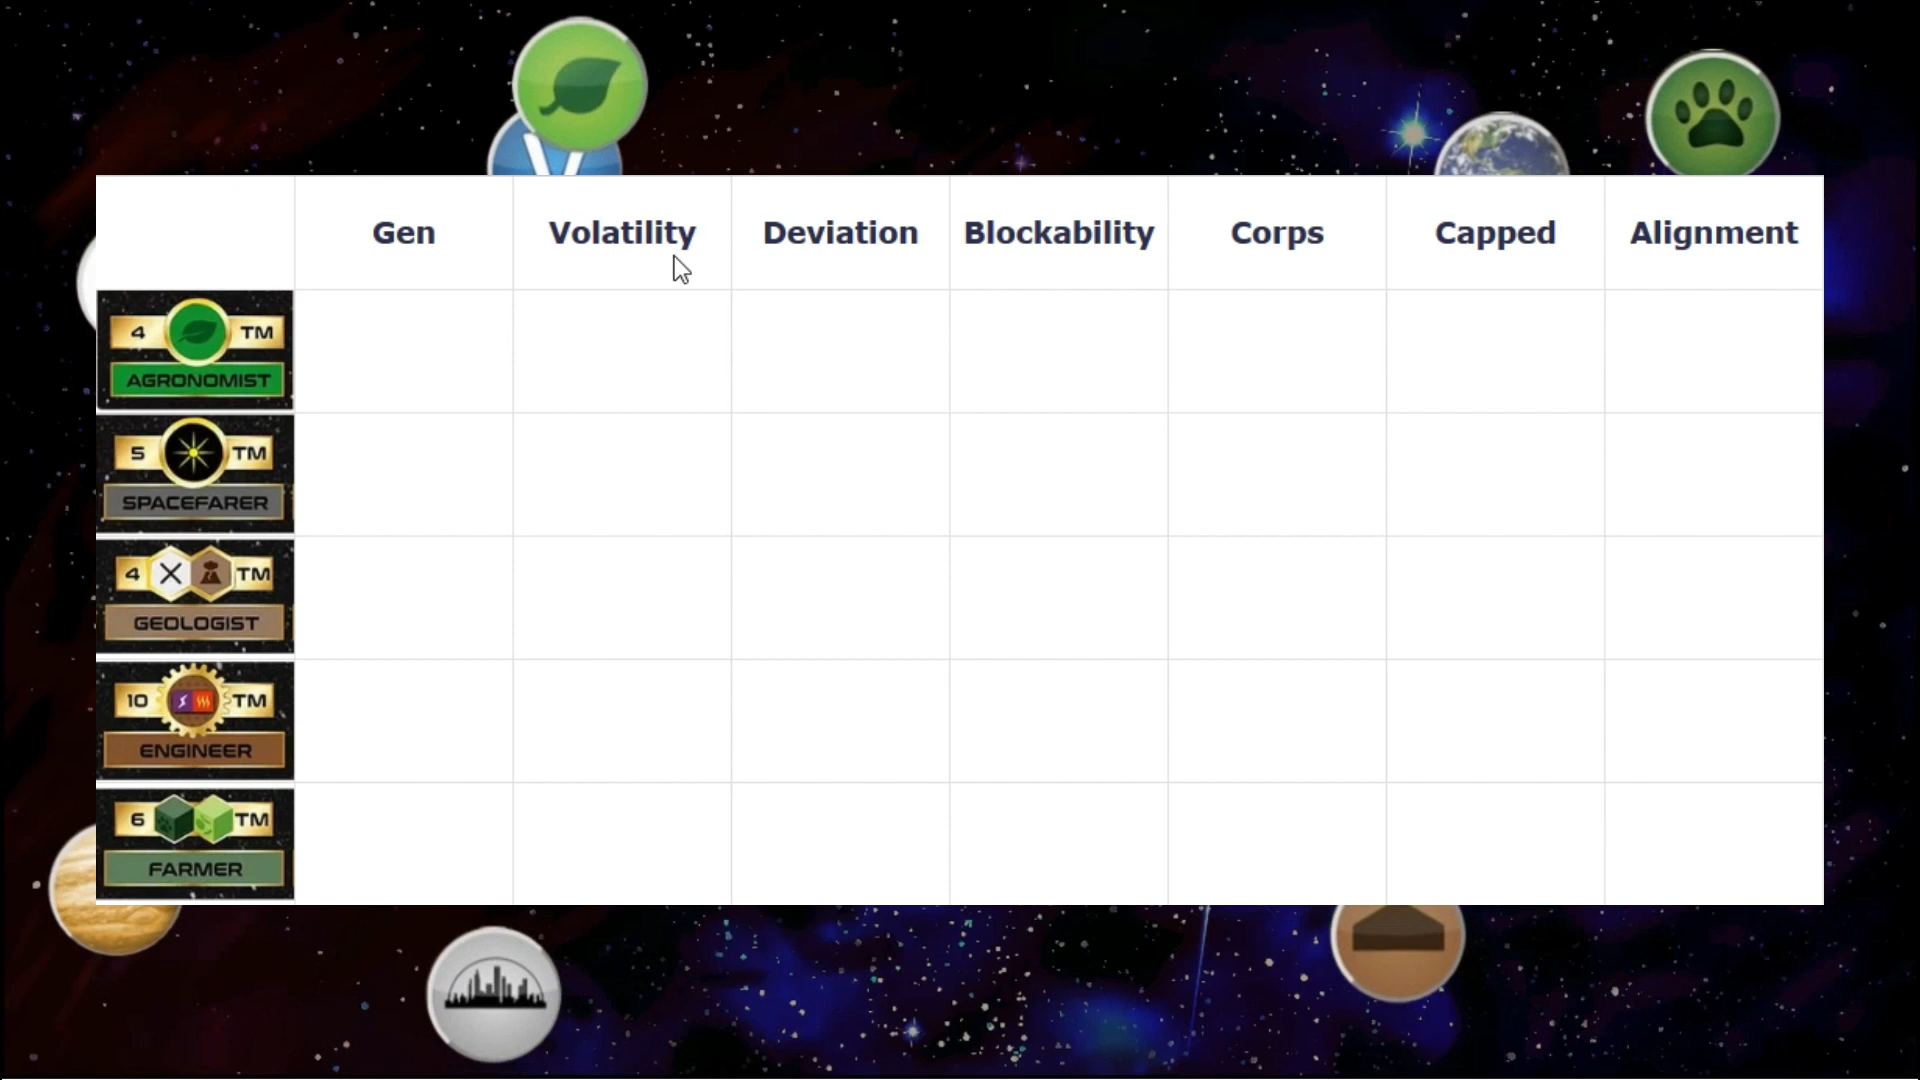 Gen Volatility Deviation Blockability Corps Capped Alignment
4 TM
AGRONOMIST
5 TM
SPACEFARER
4 X TM
GEOLOGIST
10 TM
ENGINEER
6 TM
FARMER